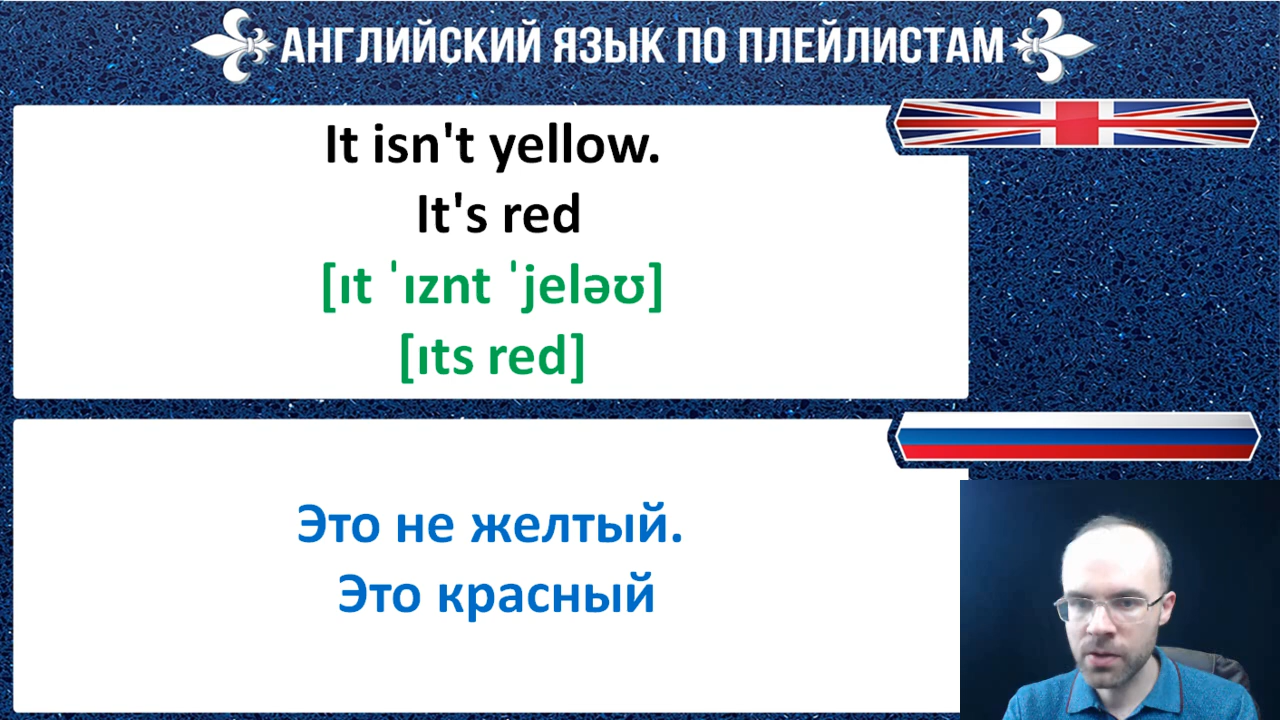 АНГЛИЙСКИЙ ЯЗЫК ПО ПЛЕЙЛИСТАМ
It isn't yellow.
It's red
[ɪt ˈɪznt ˈjeləʊ]
[ɪts red]
Это не желтый.
Это красный